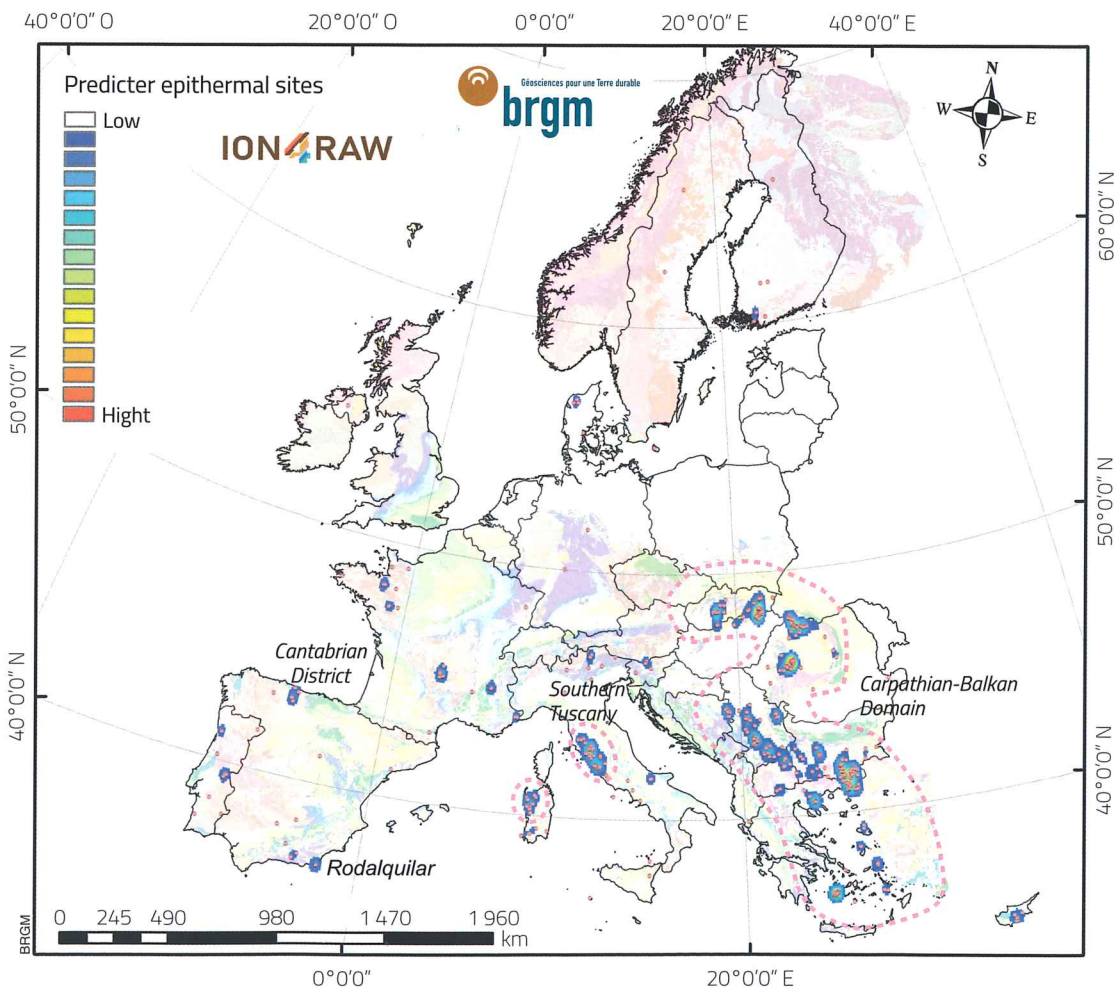 40°0'0" O
20°0'0" O
0°0'0"
20°0'0" E
40°0'0" E
Predicter epithermal sites
Low
Hight
ION4RAW
Géosciences pour une Terre durable
brgm
N
W
E
S
60°0'0" N
50°0'0" N
50°0'0" N
40°0'0" N
40°0'0" N
Cantabrian
District
Southern
Tuscany
Carpathian-Balkan
Domain
Rodalquilar
0 245 490 980 1 470 1 960
km
BRGM
0°0'0"
20°0'0" E